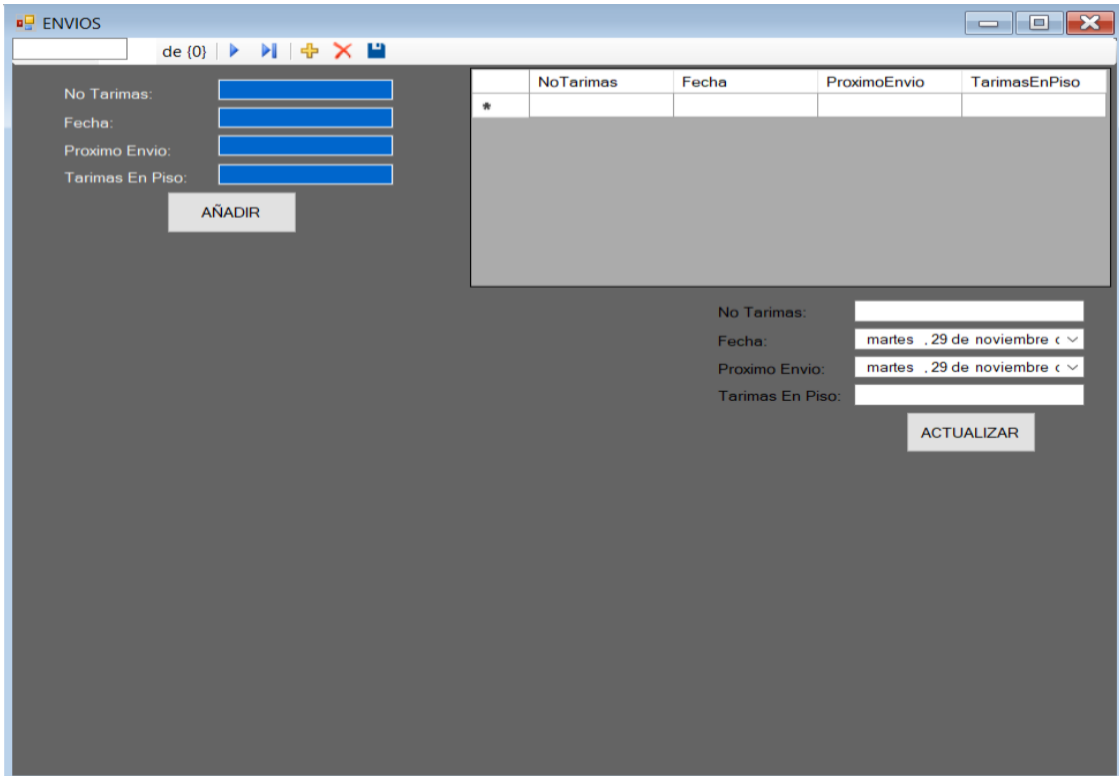 ENVIOS
de {0}
No Tarimas:
Fecha:
Proximo Envio:
Tarimas En Piso:
AÑADIR
NoTarimas Fecha ProximoEnvio TarimasEnPiso
*
No Tarimas:
Fecha: martes , 29 de noviembre
Proximo Envio: martes , 29 de noviembre
Tarimas En Piso:
ACTUALIZAR